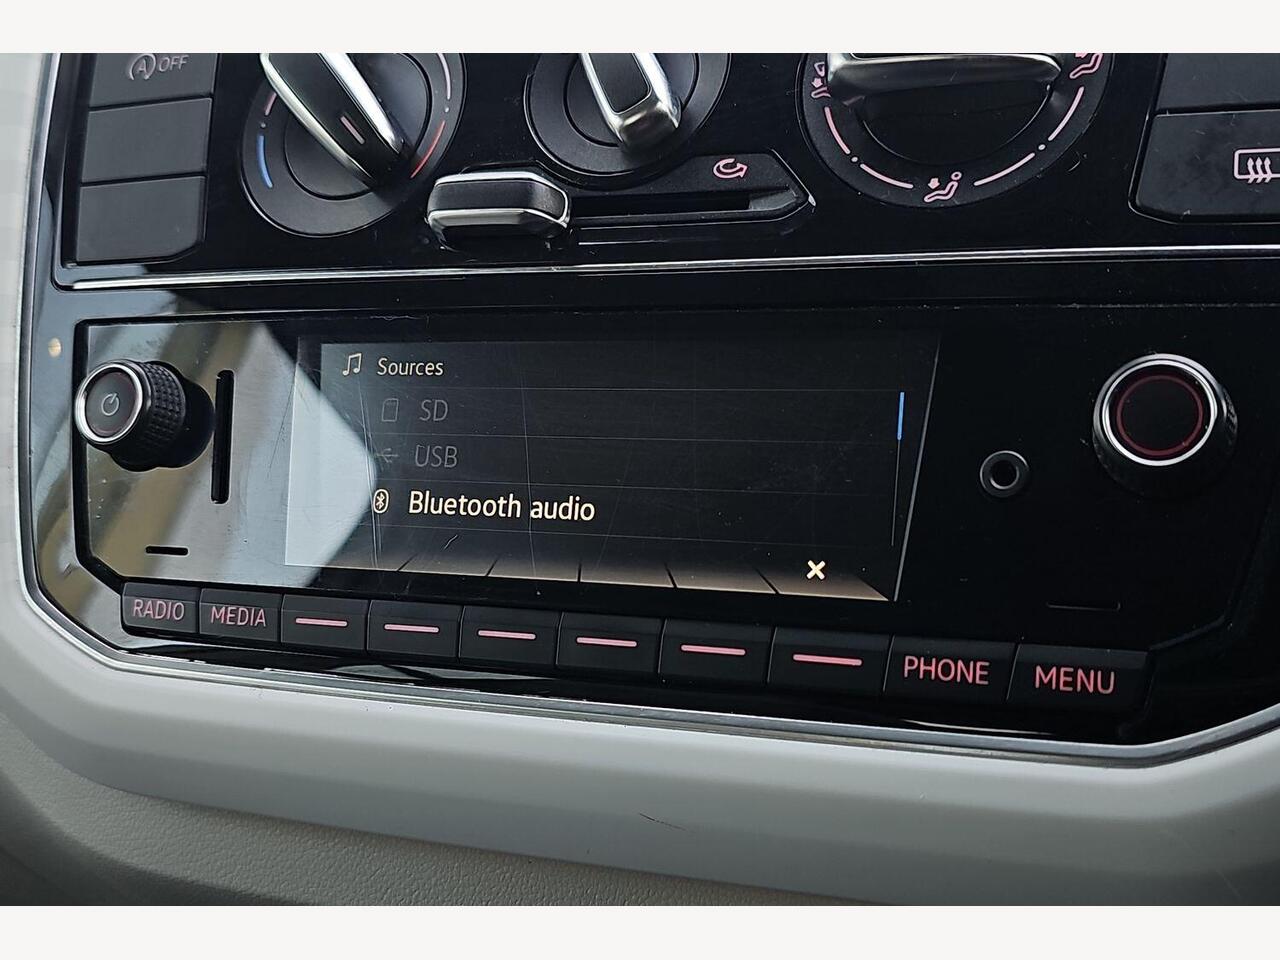 OFF
Sources
SD
USB
Bluetooth audio
RADIO MEDIA PHONE MENU